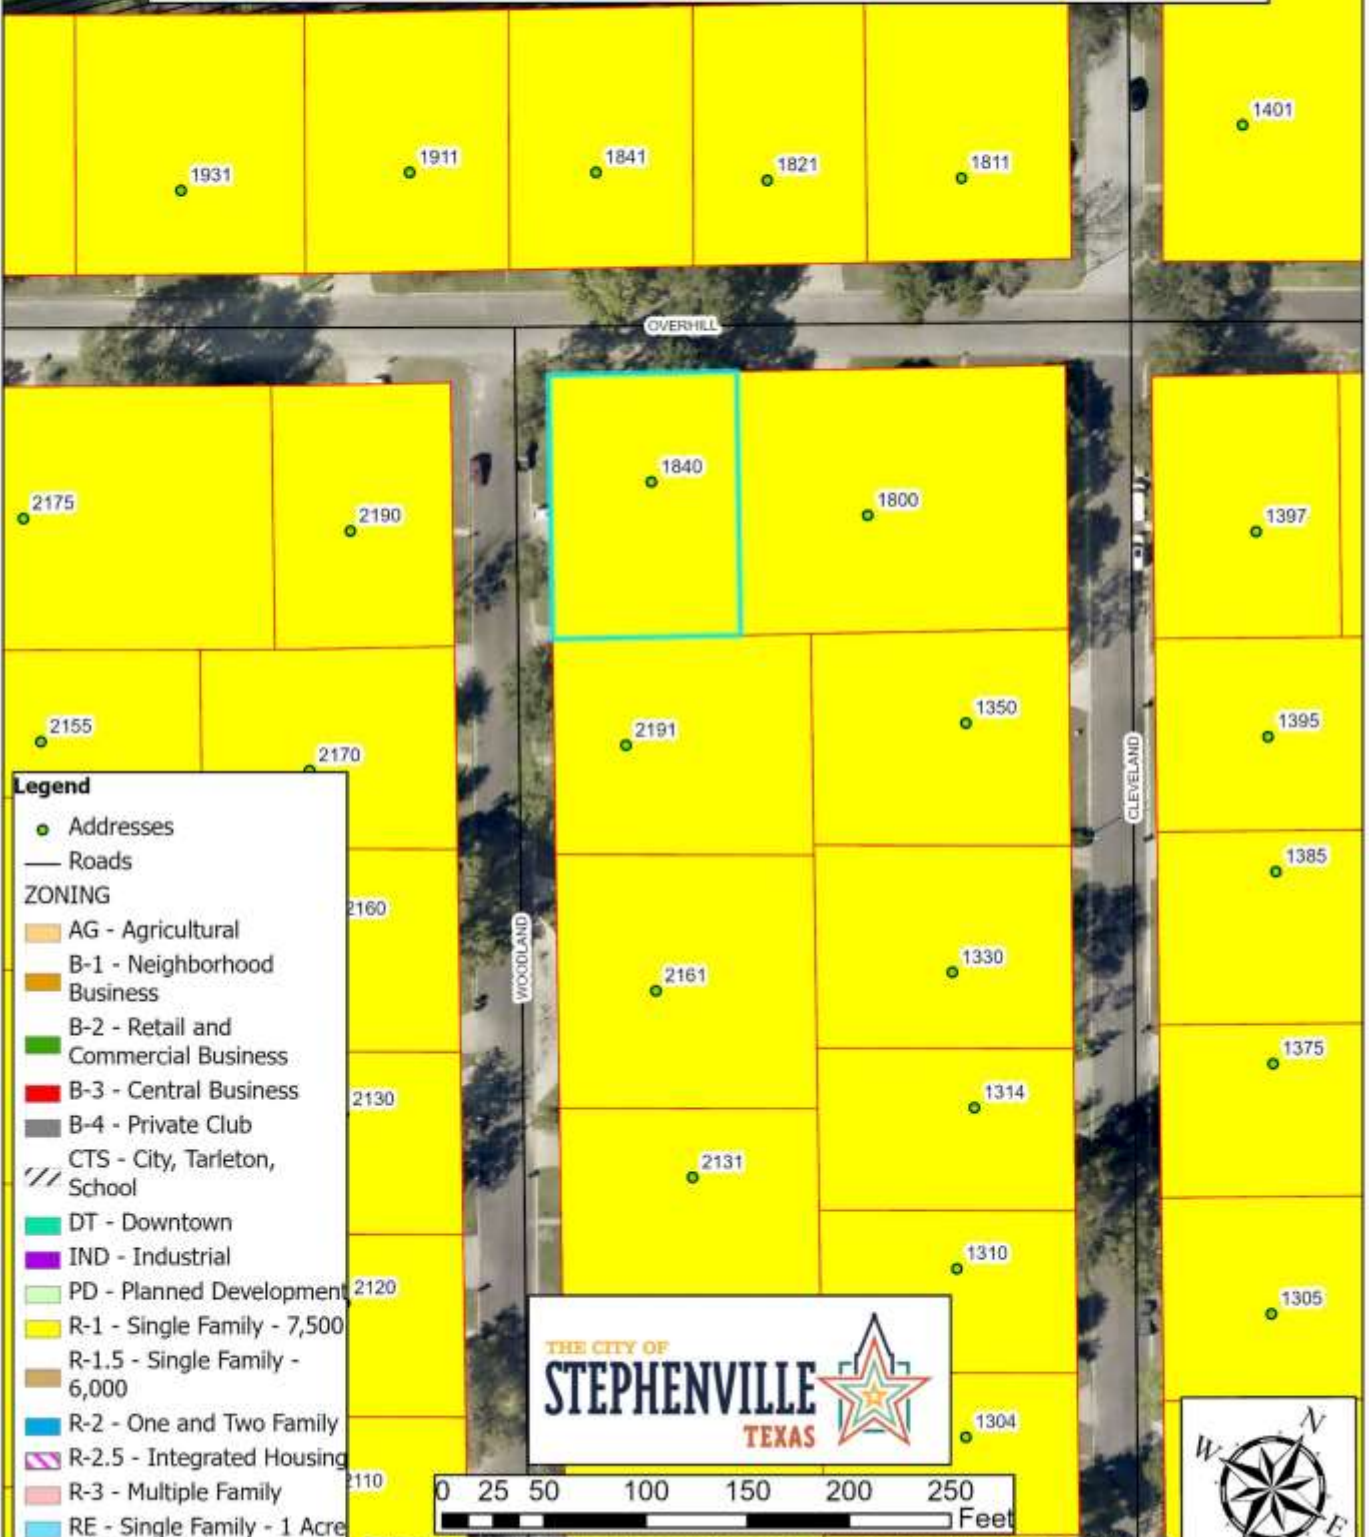 1401
1931
1911
1841
1821
1811
OVERHILL
1840
1800
2175
2190
1397
2191
1350
2155
2170
1395
CLEVELAND
1385
2160
WOODLAND
2161
1330
2130
1314
1375
2131
1310
2120
1305
1304
2110
Legend
Addresses
Roads
ZONING
AG - Agricultural
B-1 - Neighborhood
Business
B-2 - Retail and
Commercial Business
B-3 - Central Business
B-4 - Private Club
CTS - City, Tarleton,
School
DT - Downtown
IND - Industrial
PD - Planned Development
R-1 - Single Family - 7,500
R-1.5 - Single Family -
6,000
R-2 - One and Two Family
R-2.5 - Integrated Housing
R-3 - Multiple Family
RE - Single Family - 1 Acre
THE CITY OF
STEPHENVILLE
TEXAS
0 25 50 100 150 200 250
Feet
N
W
E